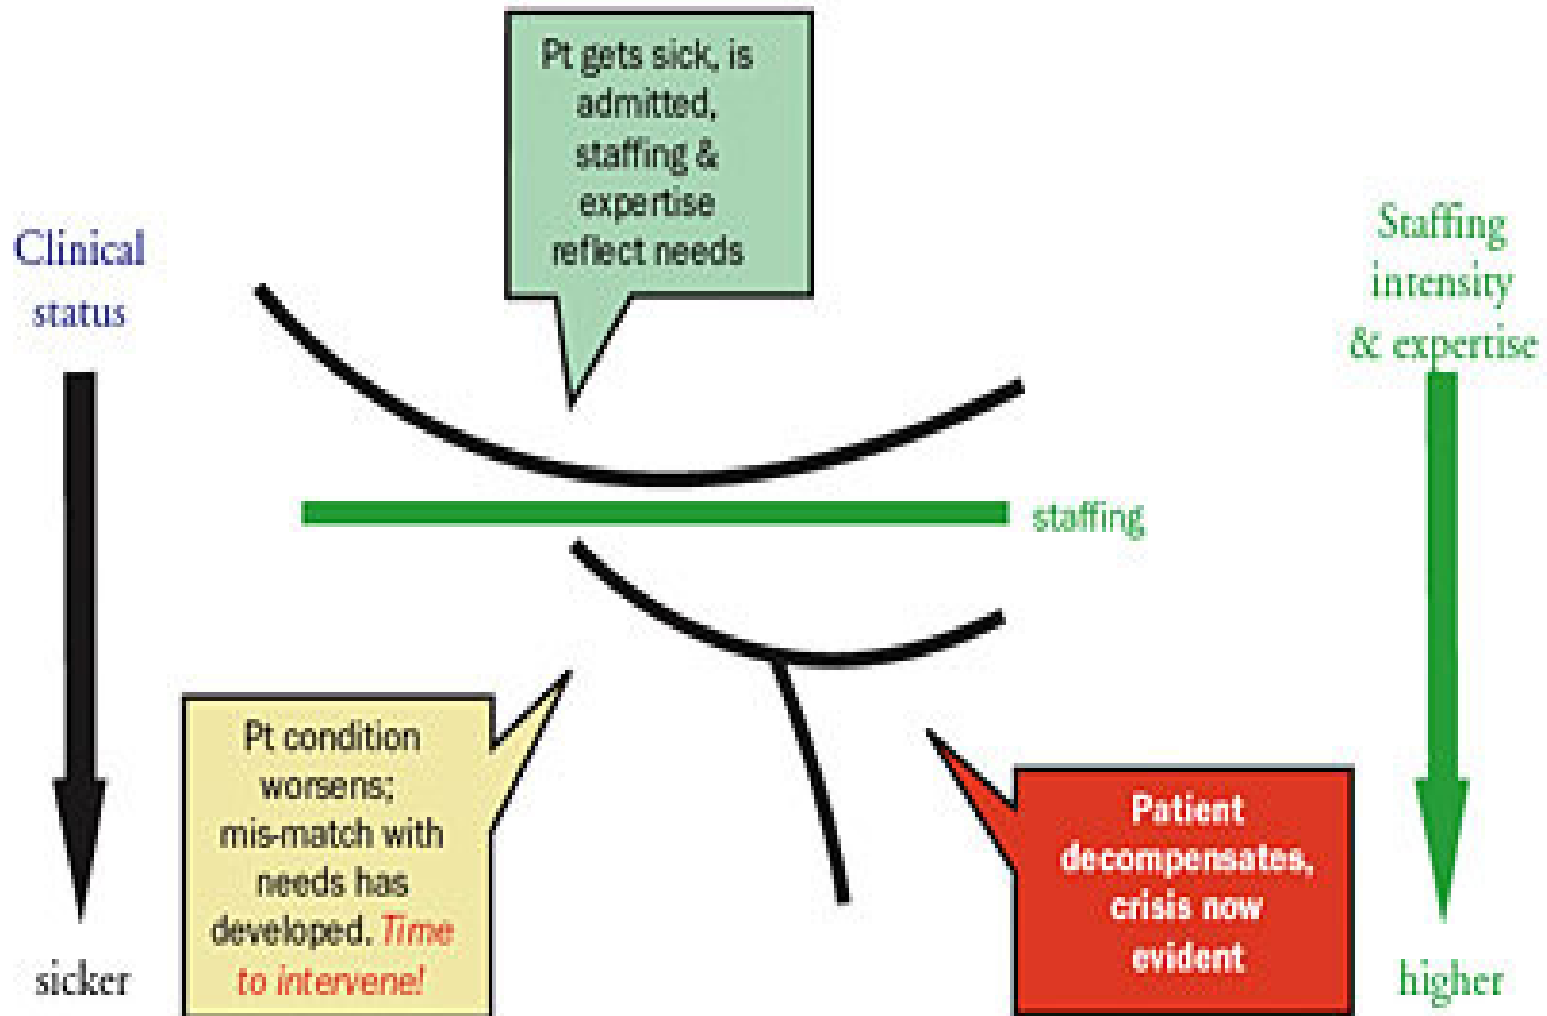 Pt gets sick, is
admitted,
staffing &
expertise
reflect needs
Clinical
status
Staffing
intensity
& expertise
staffing
Pt condition
worsens;
mis-match with
needs has
developed. Time
to intervene!
Patient
decompensates,
crisis now
evident
sicker
higher